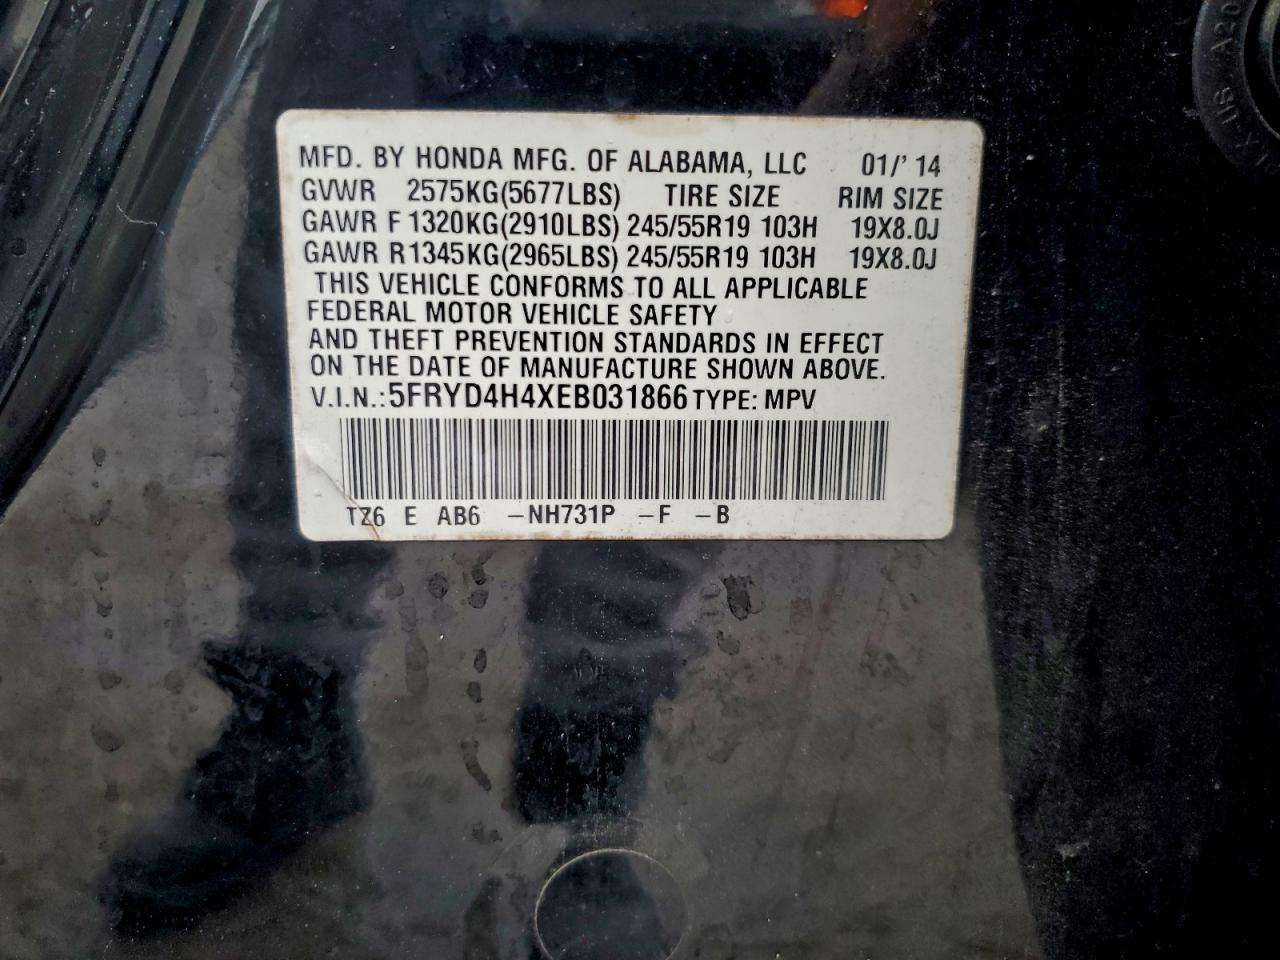 MFD. BY HONDA MFG. OF ALABAMA, LLC 01/' 14
GVWR 2575KG(5677LBS) TIRE SIZE RIM SIZE
GAWR F 1320KG(2910LBS) 245/55R19 103H 19X8.0J
GAWR R1345KG(2965LBS) 245/55R19 103H 19X8.0J
THIS VEHICLE CONFORMS TO ALL APPLICABLE
FEDERAL MOTOR VEHICLE SAFETY
AND THEFT PREVENTION STANDARDS IN EFFECT
ON THE DATE OF MANUFACTURE SHOWN ABOVE.
V.I.N.:5FRYD4H4XEB031866 TYPE: MPV
TZ6 E AB6 –NH731P –F –B